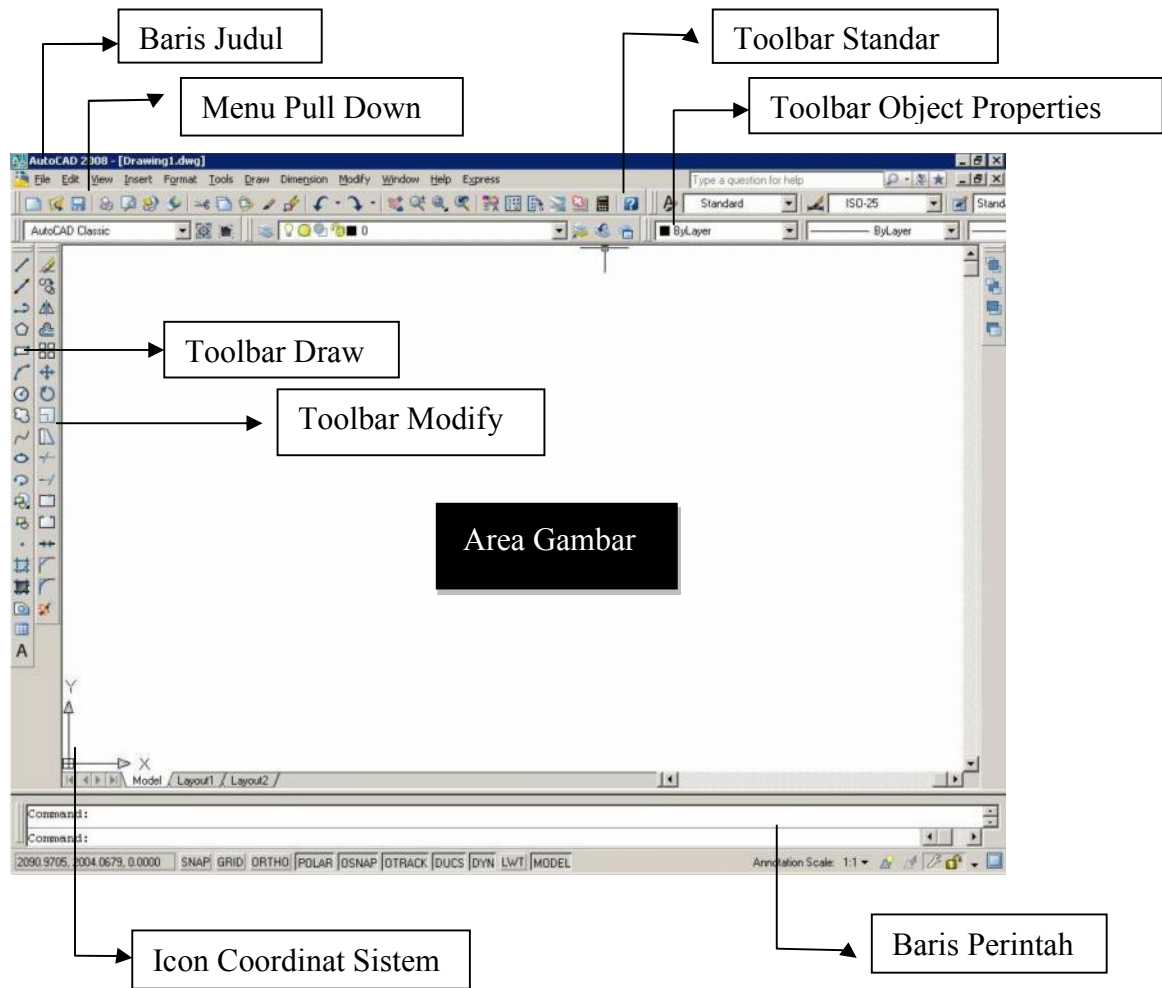 Baris Judul
Toolbar Standar
Menu Pull Down
Toolbar Object Properties
AutoCAD 2008 - [Drawing1.dwg]
File Edit View Insert Format Tools Draw Dimension Modify Window Help Express
Type a question for help
Standard ISO-25 Stand
AutoCAD Classic 0 ByLayer ByLayer
Toolbar Draw
Toolbar Modify
Area Gambar
A
Y
X
Model Layout1 Layout2
Command:
Command:
2090.9705, 2004.0679, 0.0000 SNAP GRID ORTHO POLAR OSNAP OTRACK DUCS DYN LWT MODEL Annotation Scale: 1:1
Icon Coordinat Sistem
Baris Perintah